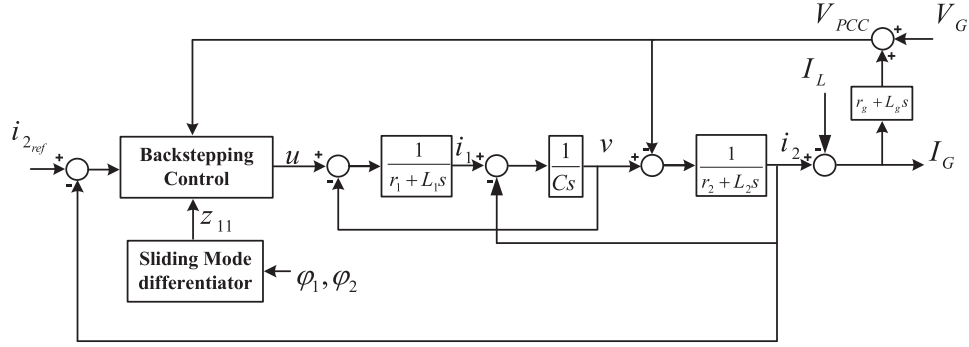 V_PCC V_G
I_L
r_g + L_g s
i_2ref + - Backstepping Control u + - 1/(r_1 + L_1 s) i_1 + - 1/(Cs) v + - 1/(r_2 + L_2 s) i_2 + - I_G
z_11
Sliding Mode
differentiator
φ_1, φ_2